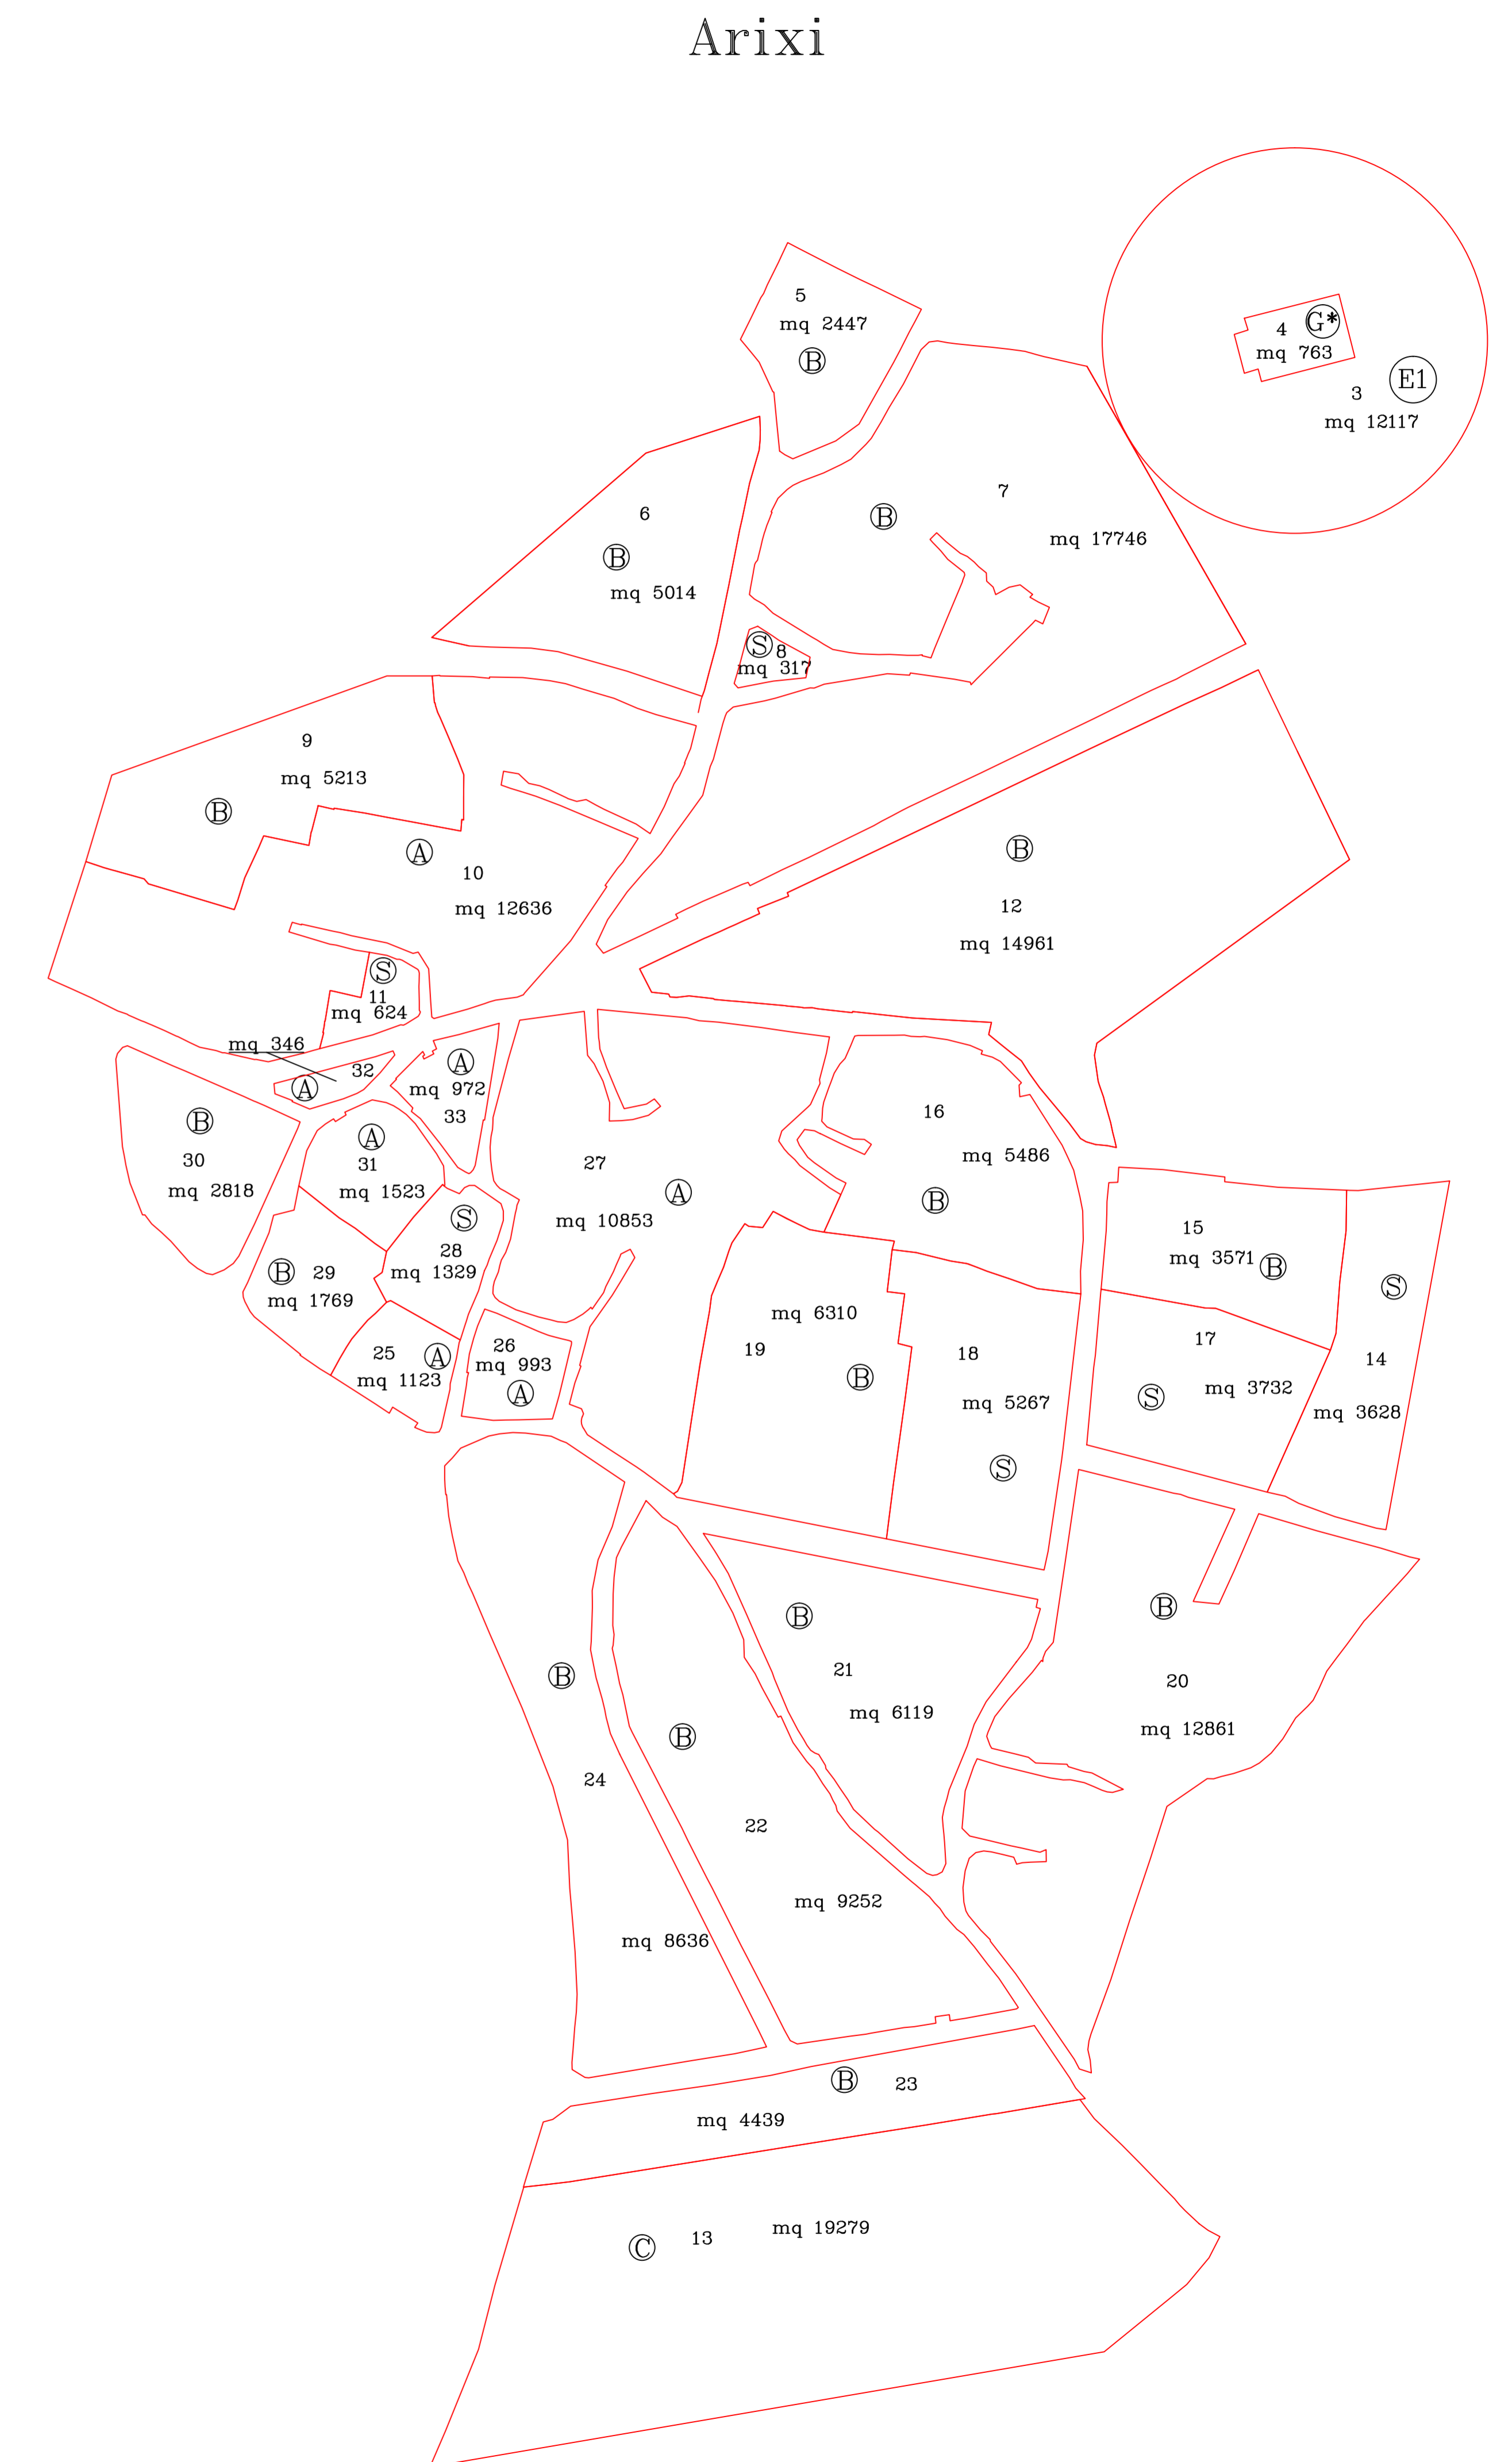 Arixi
5
mq 2447
B
4 G*
mq 763
E1
3
mq 12117
6
B
mq 5014
7
B
mq 17746
S 8
mq 317
9
mq 5213
B
A
10
mq 12636
S
11
mq 624
B
12
mq 14961
mq 346
32
A
A
mq 972
33
B
30
mq 2818
A
31
mq 1523
27
A
mq 10853
16
mq 5486
B
S
28
mq 1329
B 29
mq 1769
25 A
mq 1123
26
mq 993
A
15
mq 3571 B
S
14
mq 3628
17
mq 3732
S
mq 6310
19
B
18
mq 5267
S
B
21
mq 6119
B
20
mq 12861
B
24
mq 8636
B
22
mq 9252
B 23
mq 4439
C 13 mq 19279